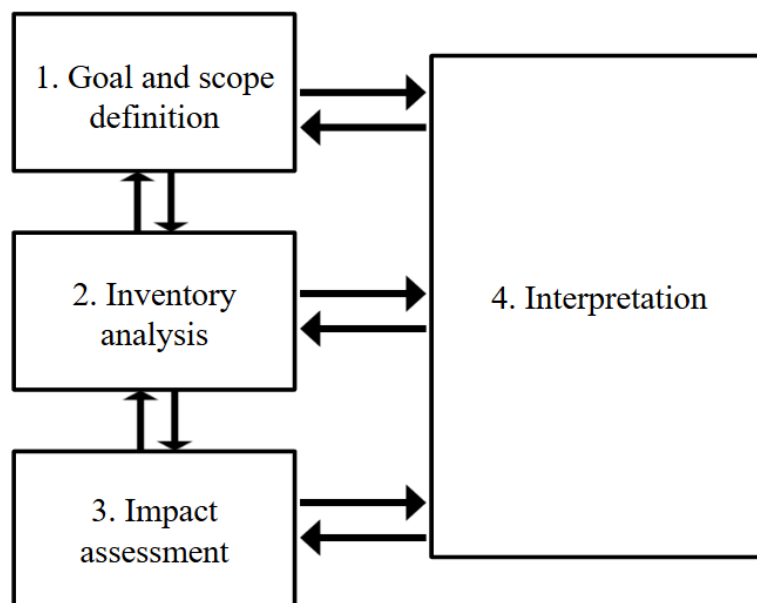 1. Goal and scope
definition
2. Inventory
analysis
3. Impact
assessment
4. Interpretation